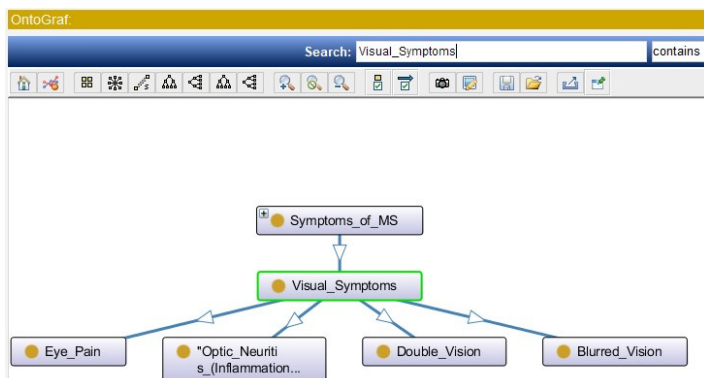 OntoGraf:
Search: Visual_Symptoms contains
Symptoms_of_MS
Visual_Symptoms
Eye_Pain
"Optic_Neuriti
s_(Inflammation...
Double_Vision
Blurred_Vision